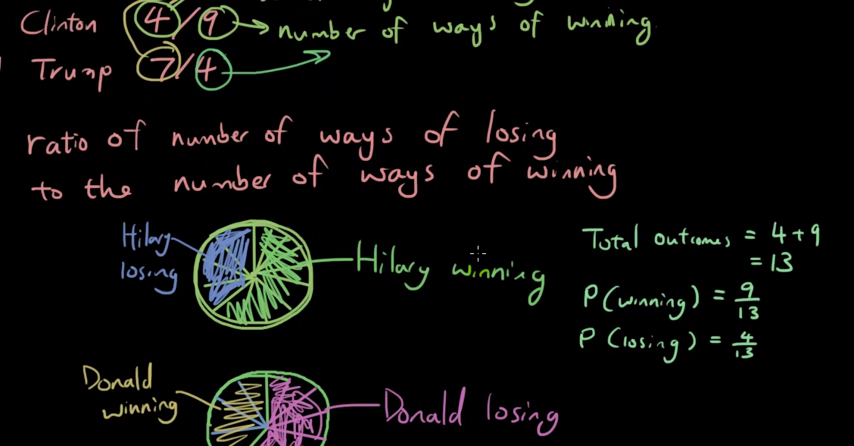 Clinton 4/9 → number of ways of winning
Trump 7/4
ratio of number of ways of losing
to the number of ways of winning
Hilary
losing
Hilary winning
Total outcomes = 4+9
= 13
P(winning) = 9/13
P(losing) = 4/13
Donald
winning
Donald losing